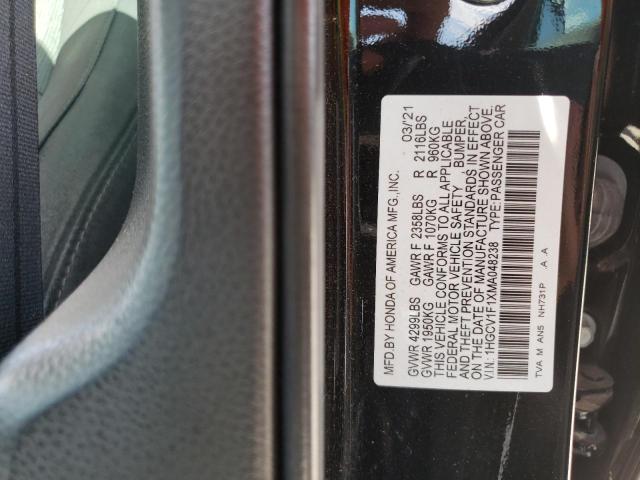 MFD BY HONDA OF AMERICA MFG.,INC. 03/'21
GVWR 4299LBS GAWR F 2358LBS R 2116LBS
GVWR 1950KG GAWR F 1070KG R 960KG
THIS VEHICLE CONFORMS TO ALL APPLICABLE
FEDERAL MOTOR VEHICLE SAFETY , BUMPER,
AND THEFT PREVENTION STANDARDS IN EFFECT
ON THE DATE OF MANUFACTURE SHOWN ABOVE.
V.I.N.:1HGCV1F1XMA048238 TYPE:PASSENGER CAR
TVA M AN5 NH731P .A .A